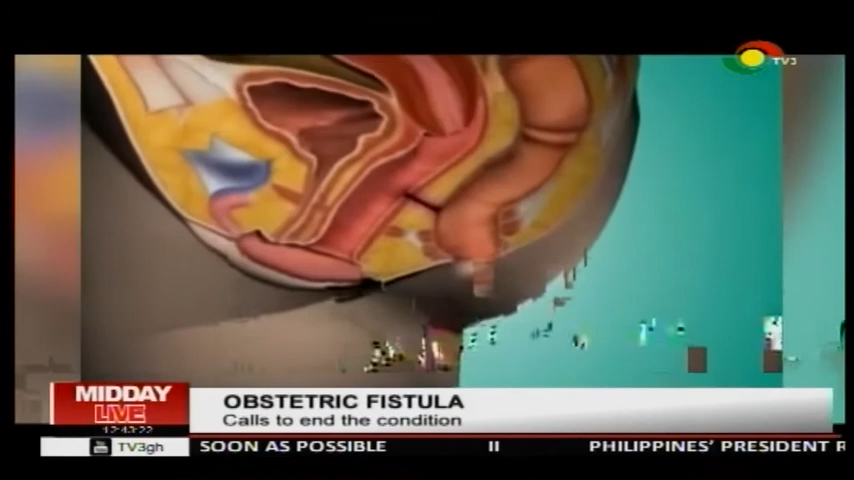 TV3
MIDDAY
LIVE
12:43:22
OBSTETRIC FISTULA
Calls to end the condition
TV3gh
SOON AS POSSIBLE II PHILIPPINES' PRESIDENT R